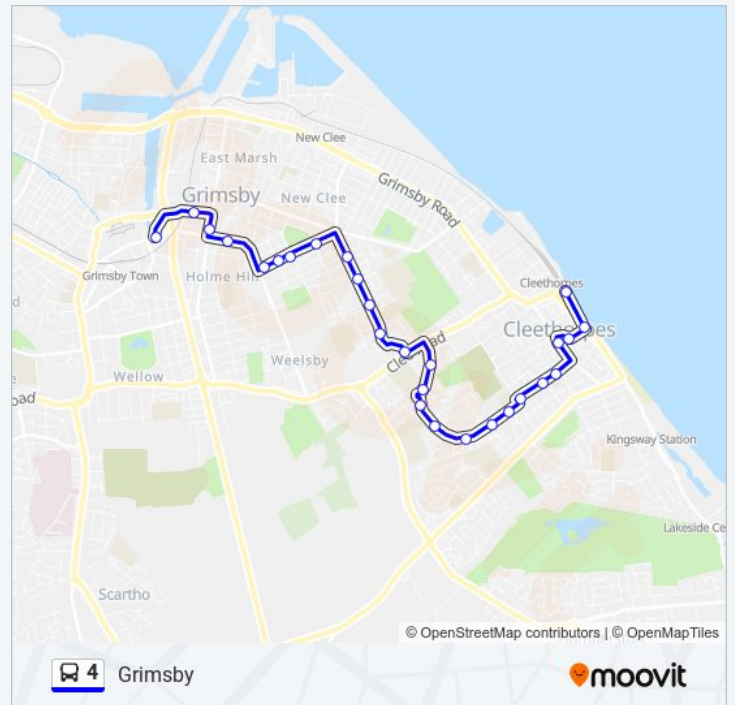 New Clee
East Marsh
Grimsby
New Clee
Grimsby Road
Grimsby Town
Holme Hill
Cleethorpes
Cleethorpes
Weelsby
Wellow
Kingsway Station
Lakeside Ce
Scartho
© OpenStreetMap contributors | © OpenMapTiles
4 Grimsby
moovit